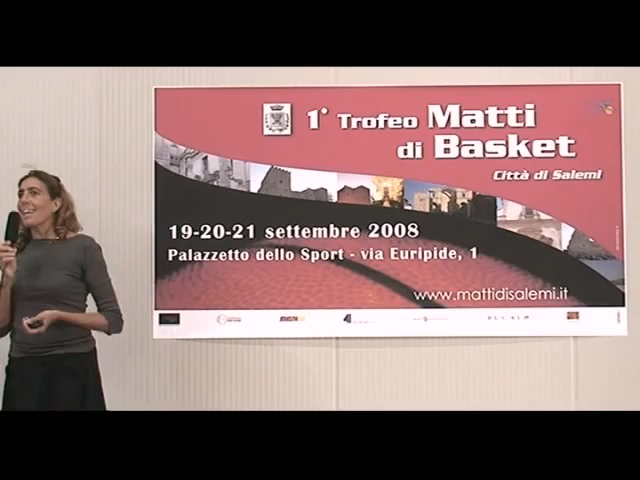 1° Trofeo Matti
di Basket
Città di Salemi
19-20-21 settembre 2008
Palazzetto dello Sport - via Euripide, 1
www.mattidisalemi.it